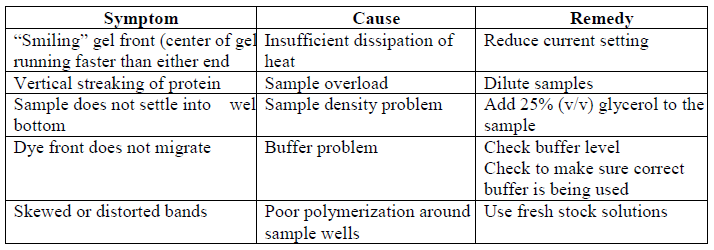 Symptom Cause Remedy
“Smiling” gel front (center of gel Insufficient dissipation of Reduce current setting
running faster than either end heat
Vertical streaking of protein Sample overload Dilute samples
Sample does not settle into wel Sample density problem Add 25% (v/v) glycerol to the
bottom sample
Dye front does not migrate Buffer problem Check buffer level
Check to make sure correct
buffer is being used
Skewed or distorted bands Poor polymerization around Use fresh stock solutions
sample wells